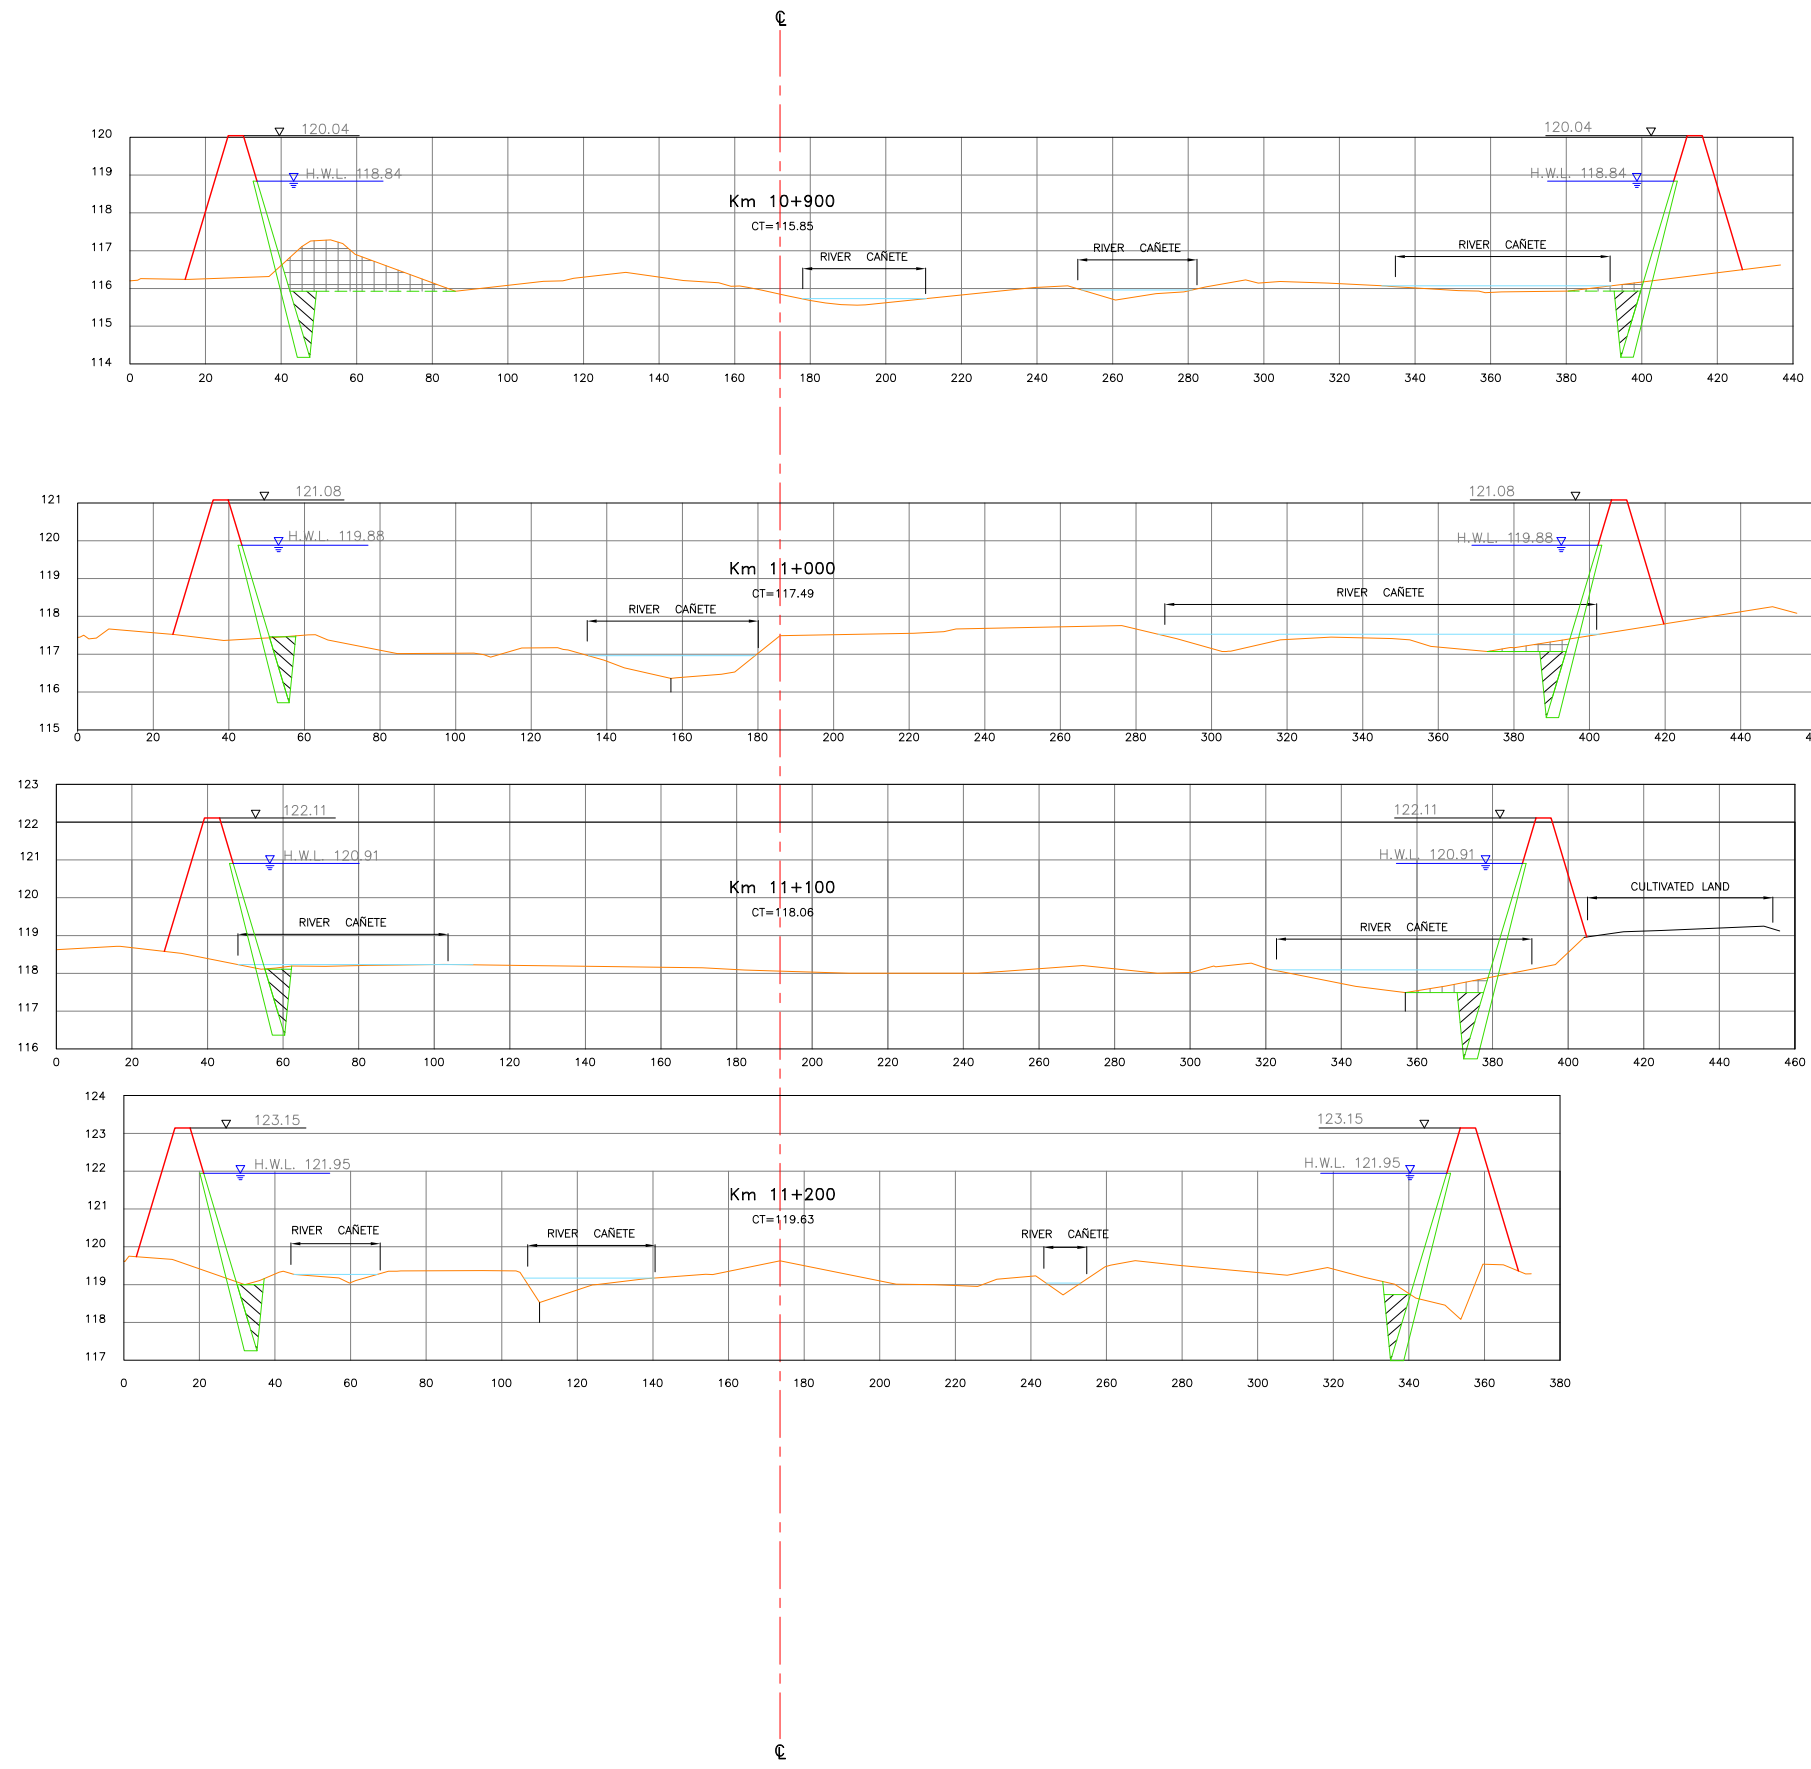 ℄
120.04 120.04
H.W.L. 118.84 H.W.L. 118.84
Km 10+900
CT=115.85
RIVER CAÑETE RIVER CAÑETE RIVER CAÑETE
120
119
118
117
116
115
114
0 20 40 60 80 100 120 140 160 180 200 220 240 260 280 300 320 340 360 380 400 420 440
121.08 121.08
H.W.L. 119.88 H.W.L. 119.88
Km 11+000
CT=117.49
RIVER CAÑETE RIVER CAÑETE
121
120
119
118
117
116
115
0 20 40 60 80 100 120 140 160 180 200 220 240 260 280 300 320 340 360 380 400 420 440
122.11 122.11
H.W.L. 120.91 H.W.L. 120.91
Km 11+100
CT=118.06
RIVER CAÑETE RIVER CAÑETE CULTIVATED LAND
123
122
121
120
119
118
117
116
0 20 40 60 80 100 120 140 160 180 200 220 240 260 280 300 320 340 360 380 400 420 440 460
123.15 123.15
H.W.L. 121.95 H.W.L. 121.95
Km 11+200
CT=119.63
RIVER CAÑETE RIVER CAÑETE RIVER CAÑETE
124
123
122
121
120
119
118
117
0 20 40 60 80 100 120 140 160 180 200 220 240 260 280 300 320 340 360 380
℄